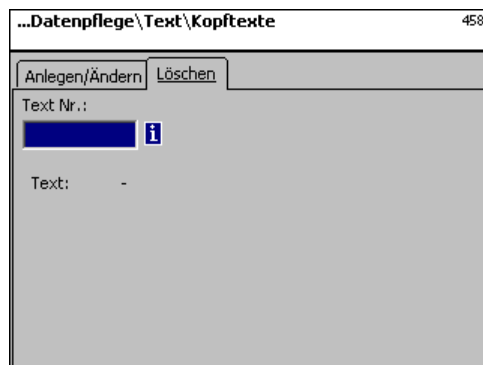 ...Datenpflege\Text\Kopftexte 458
Anlegen/Ändern Löschen
Text Nr.:
i
Text: -